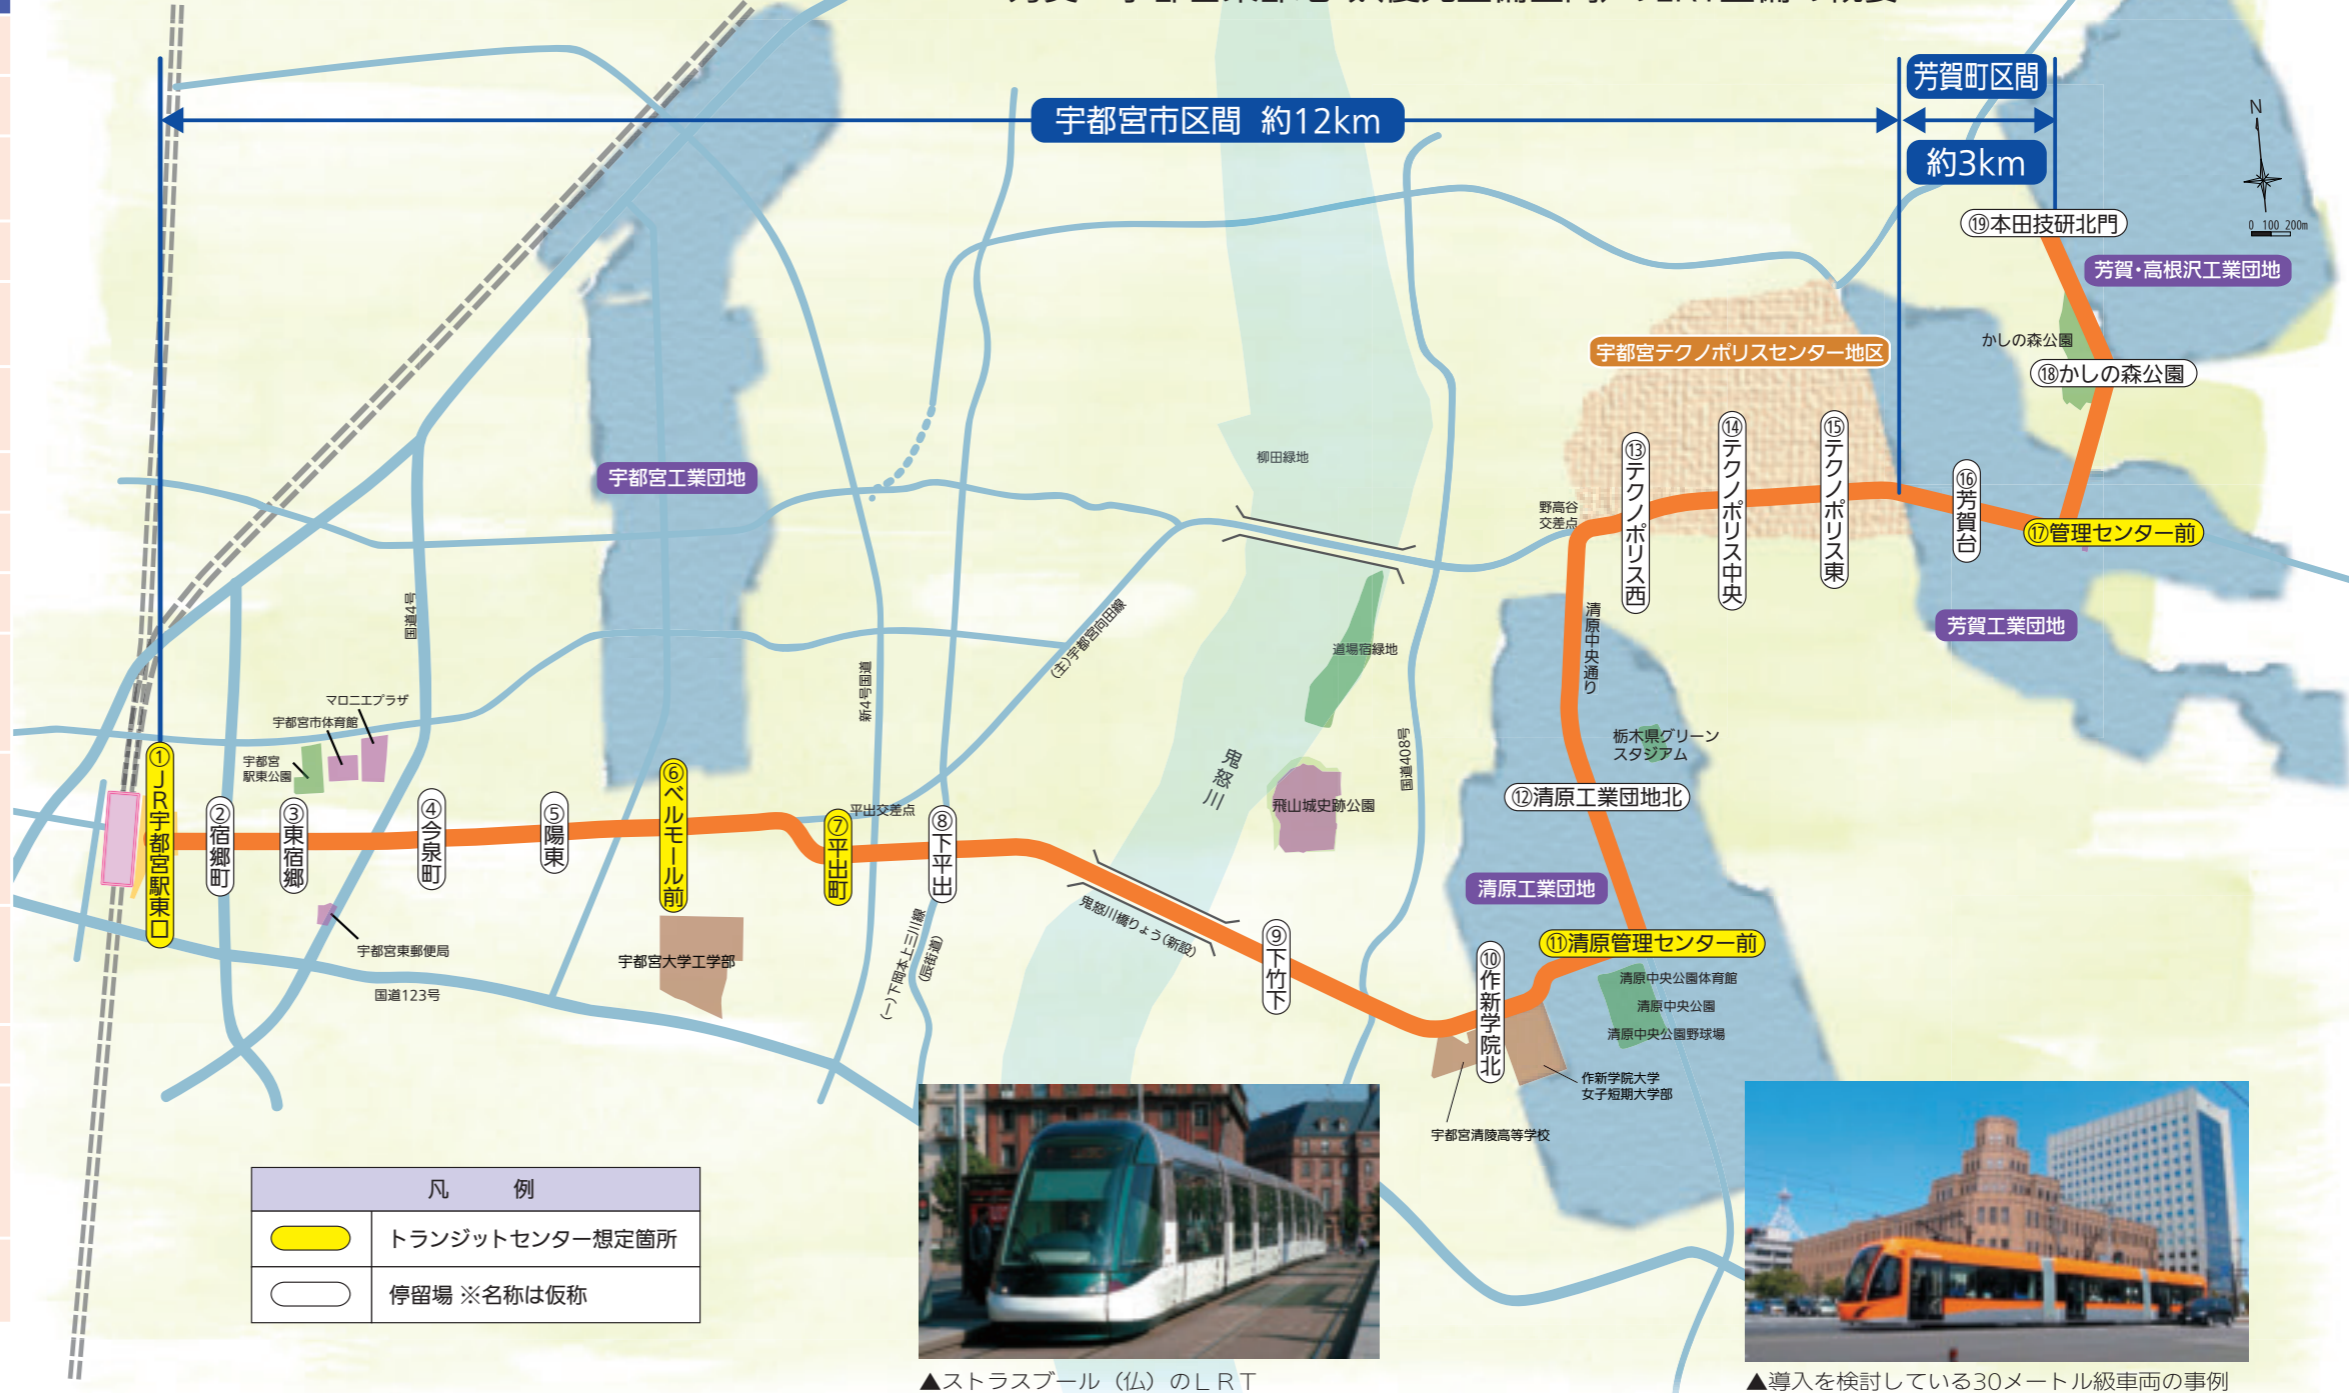 芳賀町区間
宇都宮市区間 約12km
約3km
N
0 100 200m
⑲本田技研北門
芳賀・高根沢工業団地
かしの森公園
宇都宮テクノポリスセンター地区
⑱かしの森公園
柳田緑地
宇都宮工業団地
野高谷
交差点
⑬テクノポリス西
⑭テクノポリス中央
⑮テクノポリス東
⑯芳賀台
⑰管理センター前
芳賀工業団地
国道4号
(主)宇都宮向田線
清原中央通り
道場宿緑地
新4号国道
マロニエプラザ
宇都宮市体育館
宇都宮
駅東公園
鬼怒川
国道408号
栃木県グリーン
スタジアム
飛山城史跡公園
⑫清原工業団地北
平出交差点
①JR宇都宮駅東口
②宿郷町
③東宿郷
④今泉町
⑤陽東
⑥ベルモール前
⑦平出町
⑧下平出
清原工業団地
鬼怒川橋りょう(新設)
⑨下竹下
⑩作新学院北
⑪清原管理センター前
宇都宮東郵便局
宇都宮大学工学部
国道123号
(一)下岡本上三川線
(辰街道)
清原中央公園体育館
清原中央公園
清原中央公園野球場
作新学院大学
女子短期大学部
宇都宮清陵高等学校
凡 例
トランジットセンター想定箇所
停留場 ※名称は仮称
▲ストラスブール（仏）のLRT
▲導入を検討している30メートル級車両の事例